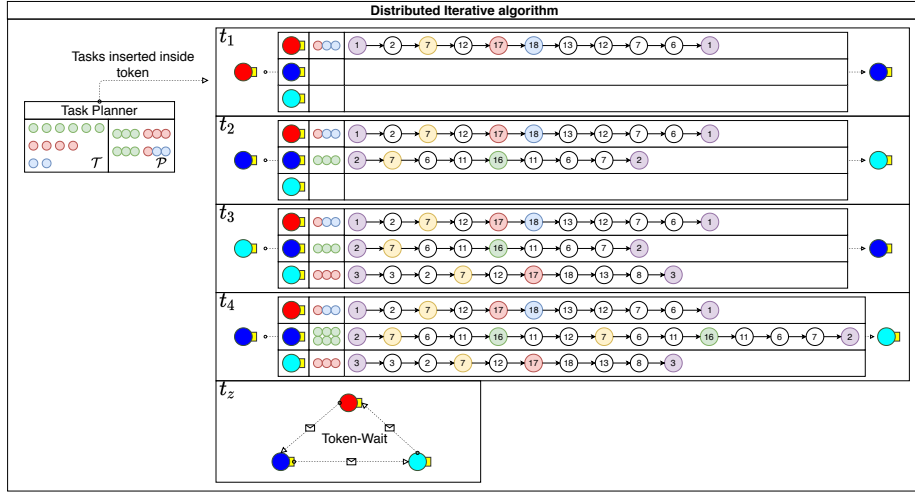 Distributed Iterative algorithm
Tasks inserted inside
token
Task Planner
𝒯
𝒫
t1
1 2 7 12 17 18 13 12 7 6 1
t2
1 2 7 12 17 18 13 12 7 6 1
2 7 6 11 16 11 6 7 2
t3
1 2 7 12 17 18 13 12 7 6 1
2 7 6 11 16 11 6 7 2
3 3 2 7 12 17 18 13 8 3
t4
1 2 7 12 17 18 13 12 7 6 1
2 7 6 11 16 11 12 7 6 11 16 11 6 7 2
3 3 2 7 12 17 18 13 8 3
tz
Token-Wait